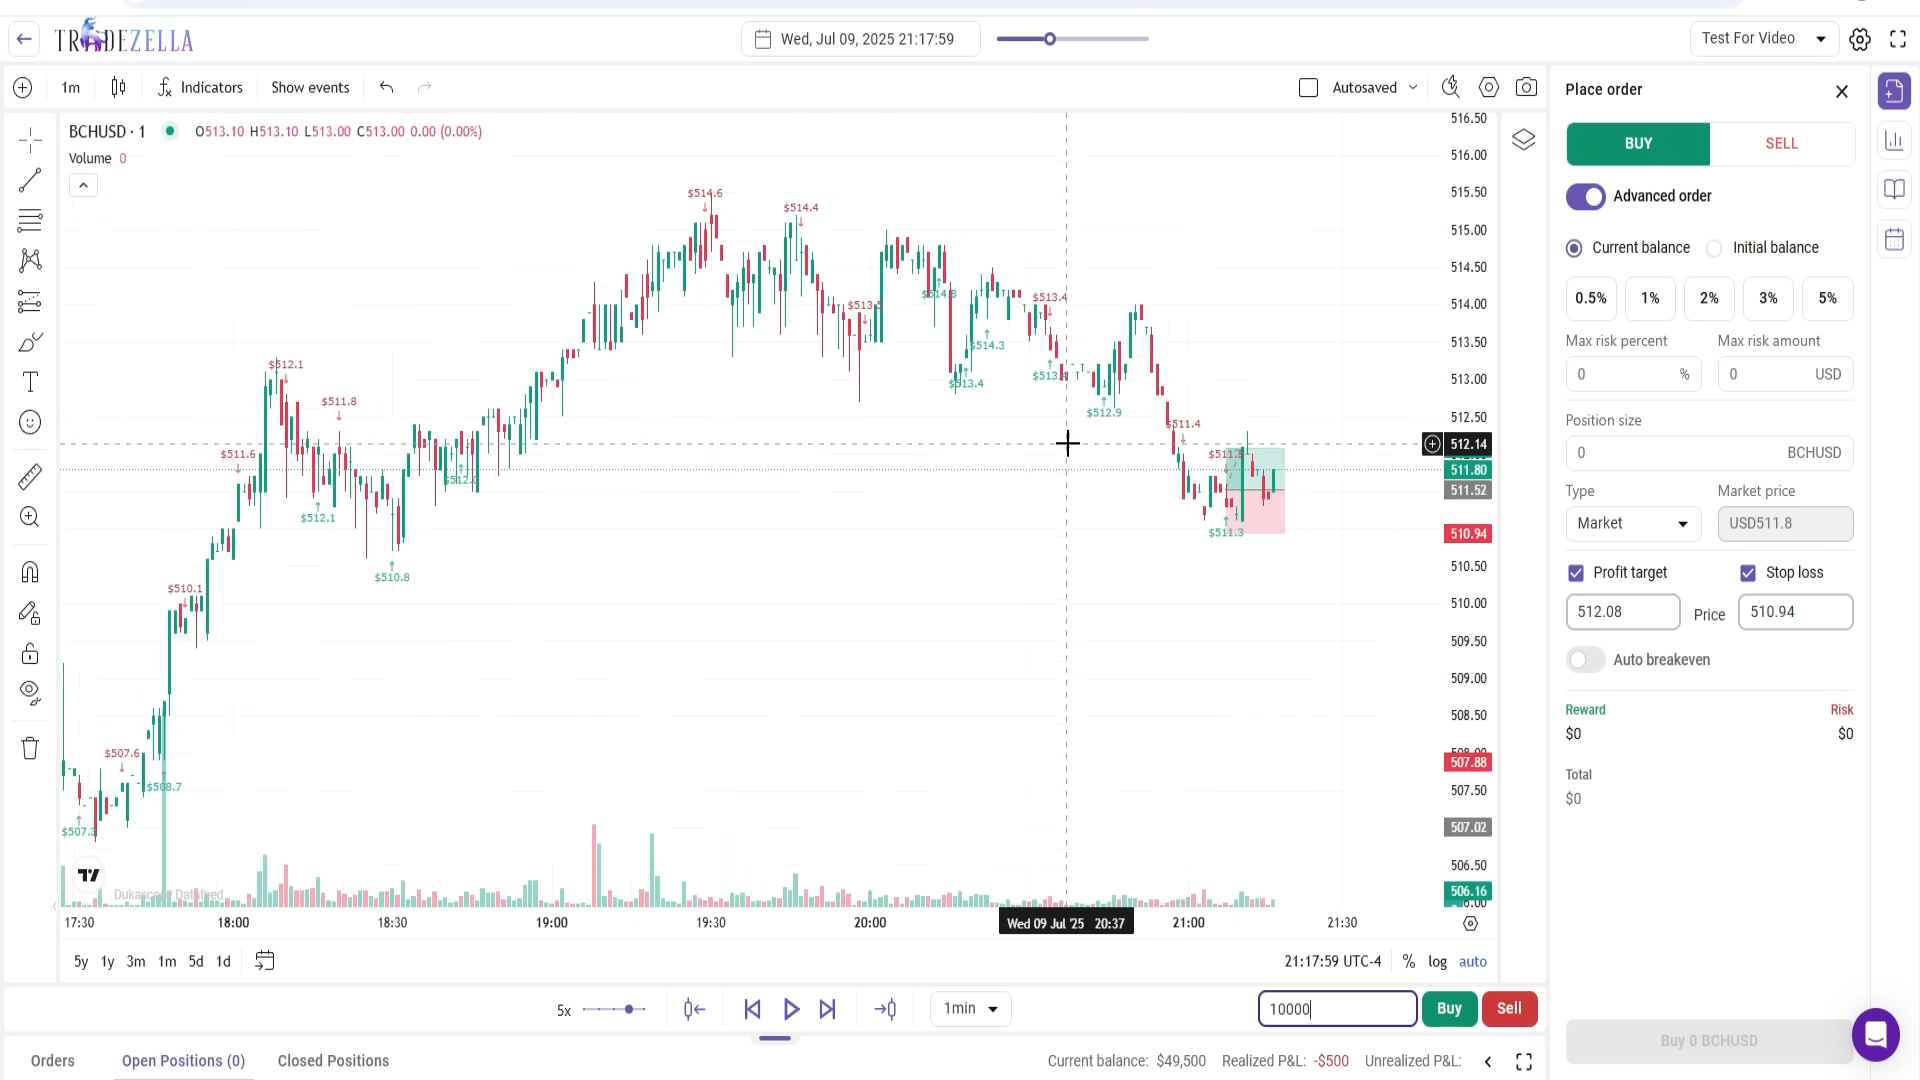 TRADEZELLA
Wed, Jul 09, 2025 21:17:59
Test For Video
1m
Indicators
Show events
Autosaved
BCHUSD · 1
O513.10 H513.10 L513.00 C513.00 0.00 (0.00%)
Volume 0
516.50
516.00
515.50
515.00
514.50
514.00
513.50
513.00
512.50
512.14
511.80
511.52
510.94
510.50
510.00
509.50
509.00
508.50
507.88
507.50
507.02
506.50
506.16
$514.6
$514.4
$513.4
$514.3
$513.4
$512.9
$512.1
$511.8
$511.6
$512.1
$510.8
$511.4
$511.3
$510.1
$507.6
$508.7
Dukascopy Datafeed
17:30
18:00
18:30
19:00
19:30
20:00
Wed 09 Jul '25 20:37
21:00
21:30
5y 1y 3m 1m 5d 1d
21:17:59 UTC-4
% log auto
5x
1min
10000
Buy
Sell
Orders
Open Positions (0)
Closed Positions
Current balance: $49,500
Realized P&L: -$500
Unrealized P&L:
Place order
BUY
SELL
Advanced order
Current balance
Initial balance
0.5%
1%
2%
3%
5%
Max risk percent
Max risk amount
0 %
0 USD
Position size
0 BCHUSD
Type
Market price
Market
USD511.8
Profit target
Stop loss
512.08
Price
510.94
Auto breakeven
Reward
Risk
$0
$0
Total
$0
Buy 0 BCHUSD